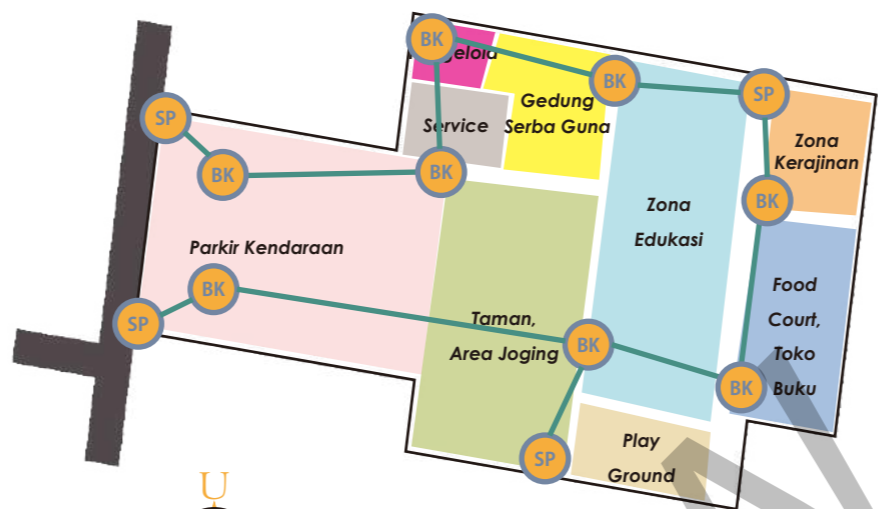 BK
BK
SP
SP
Gedung
Serba Guna
Service
Zona
Kerajinan
BK
BK
BK
Zona
Edukasi
Parkir Kendaraan
BK
Food
Court,
Toko
Buku
SP
Taman,
Area Joging
BK
BK
Play
Ground
SP
U